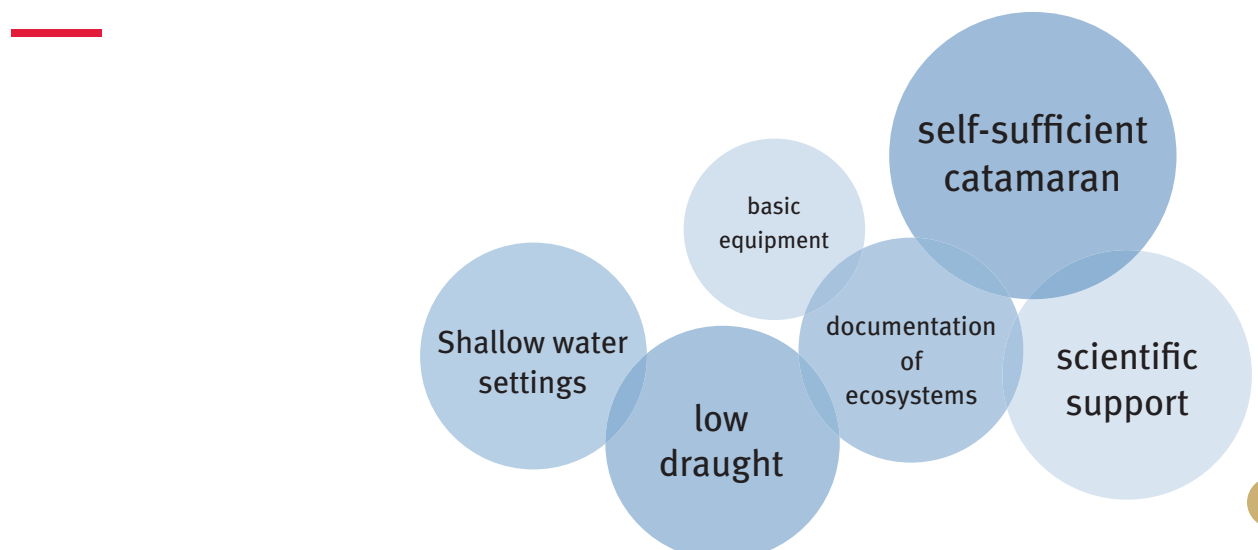 self-sufficient
catamaran
basic
equipment
Shallow water
settings
documentation
of
ecosystems
scientific
support
low
draught